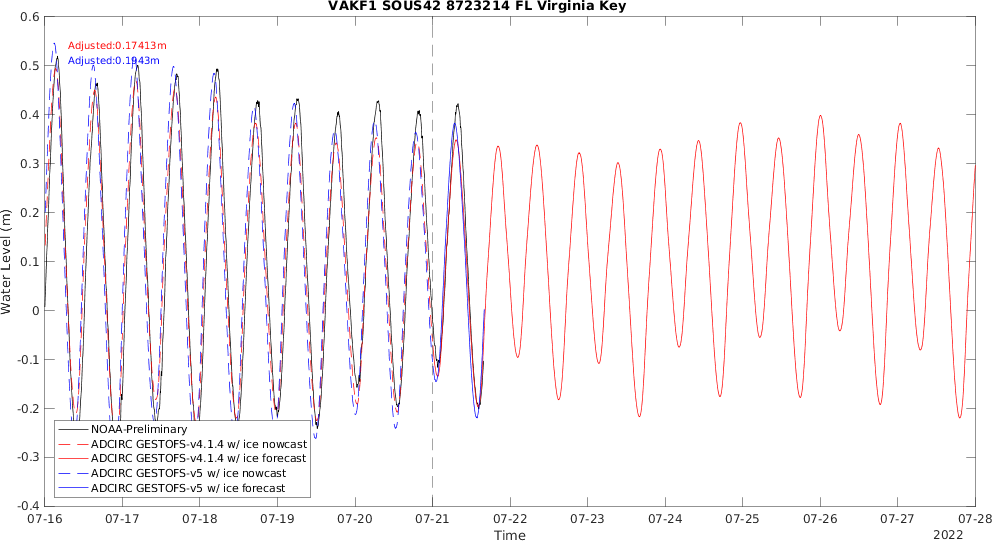 VAKF1 SOUS42 8723214 FL Virginia Key
0.6
0.5
0.4
0.3
0.2
0.1
0
-0.1
-0.2
-0.3
-0.4
Water Level (m)
Adjusted:0.17413m
Adjusted:0.1943m
NOAA-Preliminary
ADCIRC GESTOFS-v4.1.4 w/ ice nowcast
ADCIRC GESTOFS-v4.1.4 w/ ice forecast
ADCIRC GESTOFS-v5 w/ ice nowcast
ADCIRC GESTOFS-v5 w/ ice forecast
07-16 07-17 07-18 07-19 07-20 07-21 07-22 07-23 07-24 07-25 07-26 07-27 07-28
Time
2022